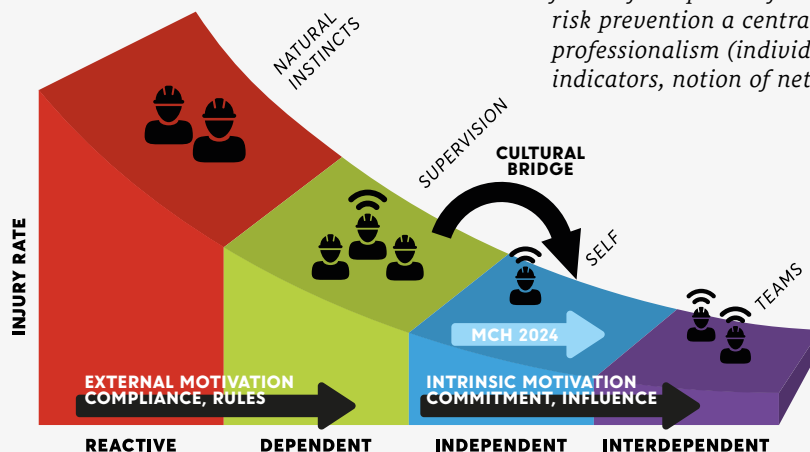 risk prevention a central
professionalism (individ
indicators, notion of net
NATURAL
INSTINCTS
SUPERVISION
CULTURAL
BRIDGE
SELF
TEAMS
INJURY RATE
MCH 2024
EXTERNAL MOTIVATION
COMPLIANCE, RULES
INTRINSIC MOTIVATION
COMMITMENT, INFLUENCE
REACTIVE
DEPENDENT
INDEPENDENT
INTERDEPENDENT